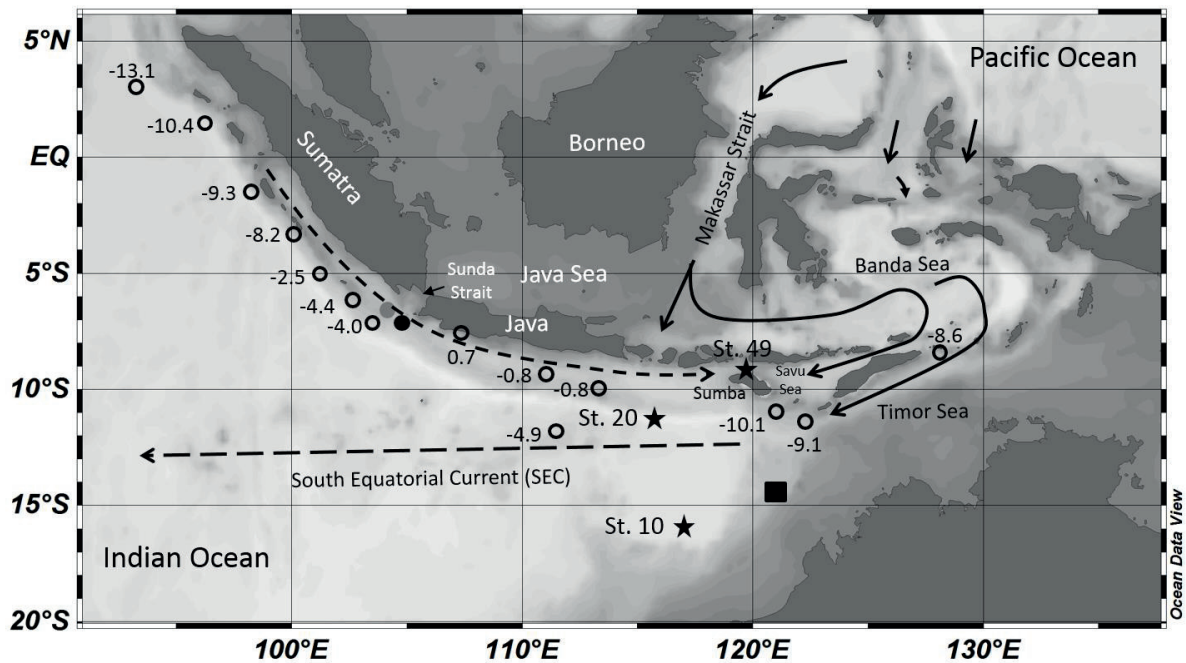 5°N
EQ
5°S
10°S
15°S
20°S
100°E
110°E
120°E
130°E
Pacific Ocean
-13.1
-10.4
Sumatra
Borneo
Makassar Strait
-9.3
-8.2
-2.5
-4.4
-4.0
Sunda
Strait
Java Sea
Java
Banda Sea
0.7
-0.8
-0.8
St. 49
-8.6
Savu
Sea
Sumba
St. 20
-10.1
-9.1
Timor Sea
-4.9
South Equatorial Current (SEC)
St. 10
Indian Ocean
Ocean Data View